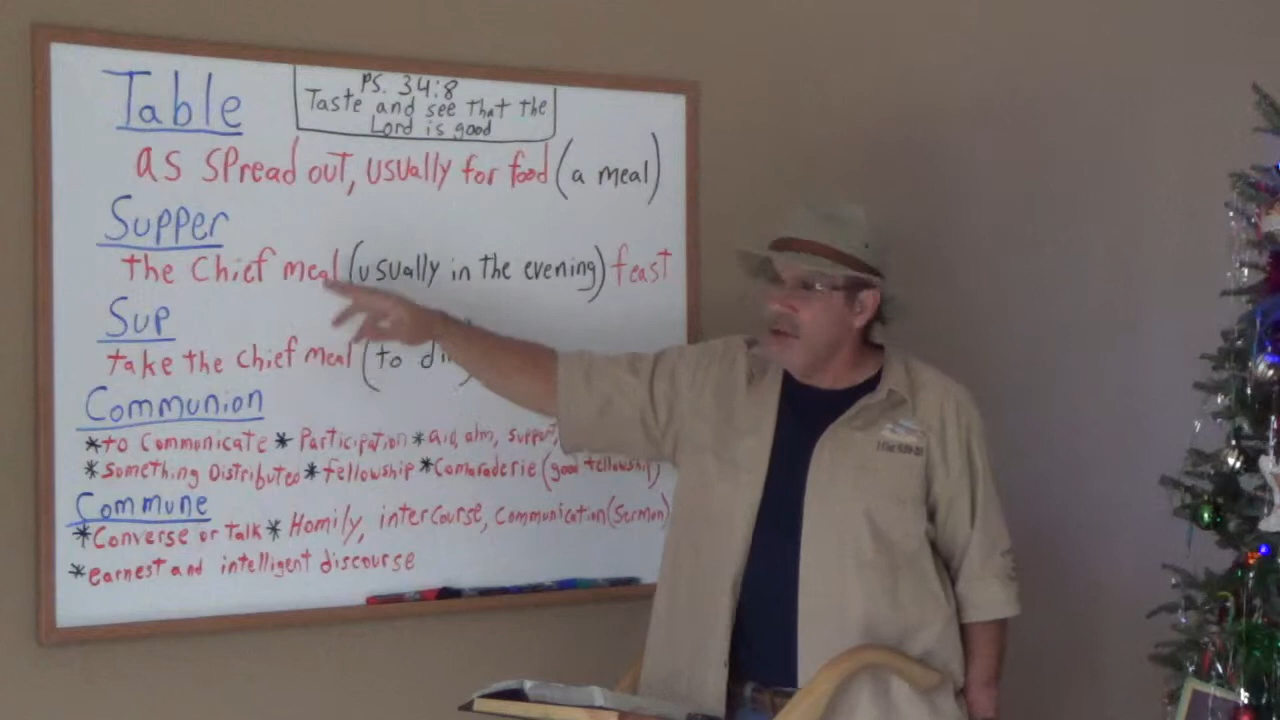 Table
Ps. 34:8
Taste and see that the
Lord is good
as spread out, usually for food (a meal)
Supper
the Chief meal (usually in the evening) feast
Sup
take the chief meal (to
Communion
*to Communicate * Participation * aid, alm, support,
*Something Distributed *fellowship *Comaraderie (good fellowship)
Commune
*Converse or Talk * Homily, intercourse, Communication (Sermon)
*earnest and intelligent discourse